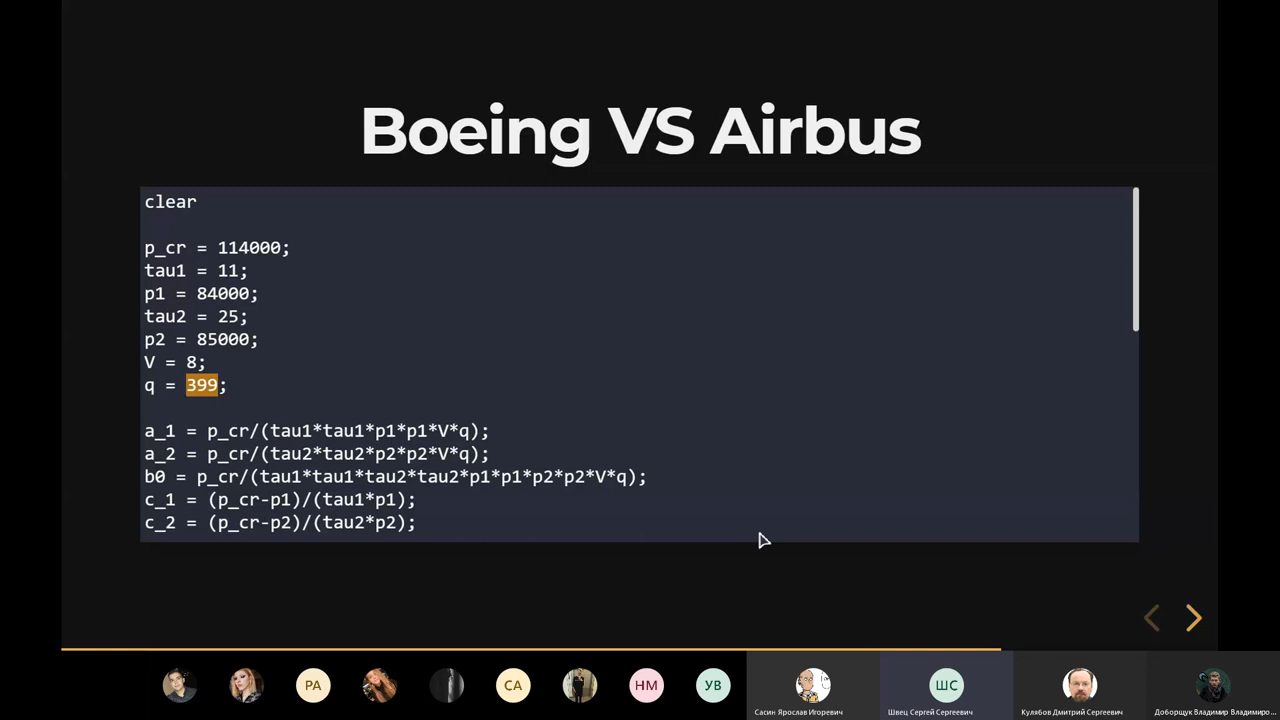 Boeing VS Airbus
clear
p_cr = 114000;
tau1 = 11;
p1 = 84000;
tau2 = 25;
p2 = 85000;
V = 8;
q = 399;
a_1 = p_cr/(tau1*tau1*p1*p1*V*q);
a_2 = p_cr/(tau2*tau2*p2*p2*V*q);
b0 = p_cr/(tau1*tau1*tau2*tau2*p1*p1*p2*p2*V*q);
c_1 = (p_cr-p1)/(tau1*p1);
c_2 = (p_cr-p2)/(tau2*p2);
РА
СА
НМ
УВ
ШС
Сасин Ярослав Игоревич
Швец Сергей Сергеевич
Кулябов Дмитрий Сергеевич
Доборщук Владимир Владимиро...